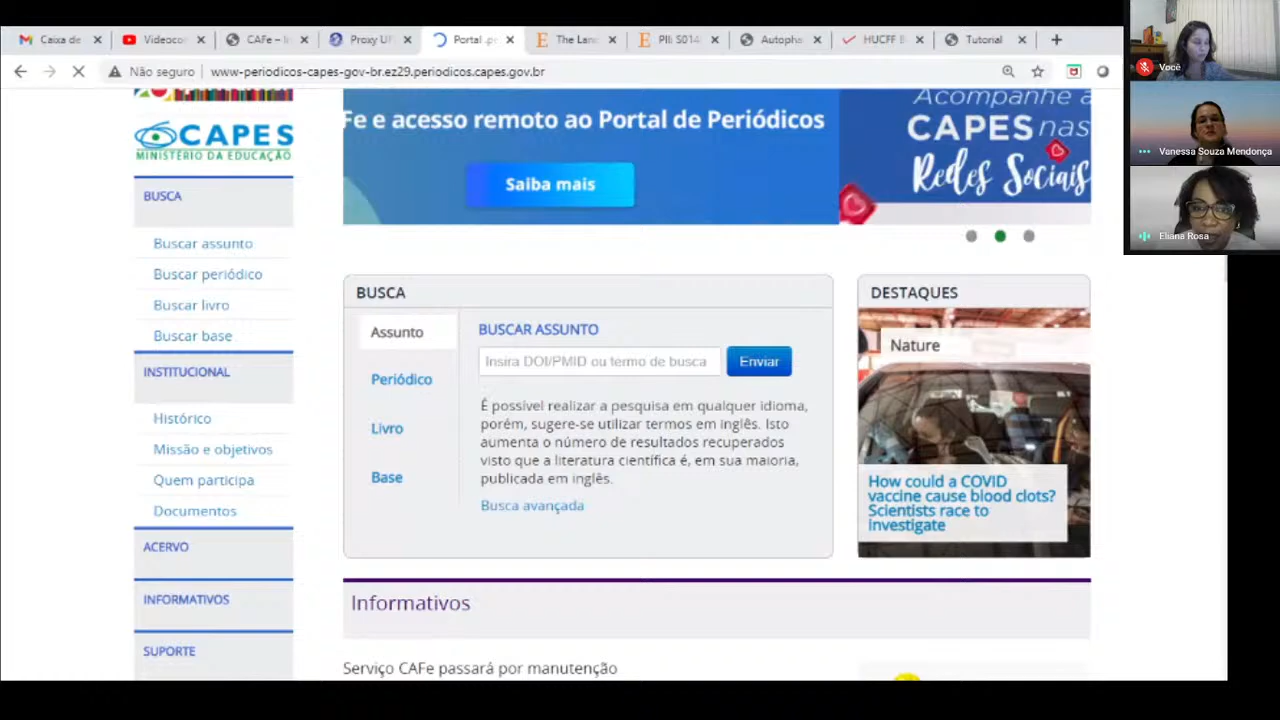 Caixa de
Videoco
CAFe – I
Proxy UF
Portal .pe
The Lan
PII: S014
Autopha
HUCFF B
Tutorial
Não seguro
www-periodicos-capes-gov-br.ez29.periodicos.capes.gov.br
Você
Vanessa Souza Mendonça
Eliana Rosa
CAPES
MINISTÉRIO DA EDUCAÇÃO
BUSCA
Buscar assunto
Buscar periódico
Buscar livro
Buscar base
INSTITUCIONAL
Histórico
Missão e objetivos
Quem participa
Documentos
ACERVO
INFORMATIVOS
SUPORTE
Fe e acesso remoto ao Portal de Periódicos
Saiba mais
Acompanhe a
CAPES nas
Redes Sociais
BUSCA
Assunto
Periódico
Livro
Base
BUSCAR ASSUNTO
Insira DOI/PMID ou termo de busca
Enviar
É possível realizar a pesquisa em qualquer idioma,
porém, sugere-se utilizar termos em inglês. Isto
aumenta o número de resultados recuperados
visto que a literatura científica é, em sua maioria,
publicada em inglês.
Busca avançada
DESTAQUES
Nature
How could a COVID
vaccine cause blood clots?
Scientists race to
investigate
Informativos
Serviço CAFe passará por manutenção